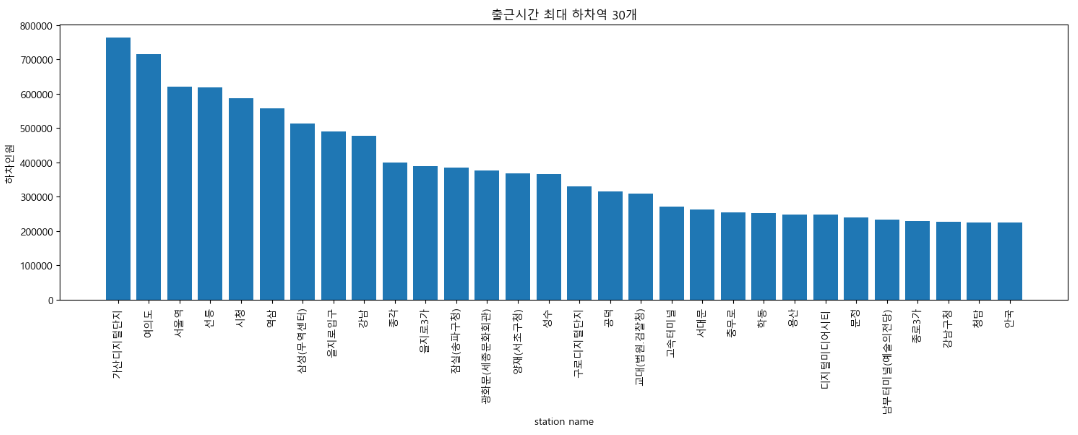 출근시간 최대 하차역 30개
800000
700000
600000
500000
400000
300000
200000
100000
0
하차인원
가산디지털단지
여의도
서울역
선릉
시청
역삼
삼성(무역센터)
을지로입구
강남
종각
을지로3가
잠실(송파구청)
광화문(세종문화회관)
양재(서초구청)
성수
구로디지털단지
공덕
교대(법원.검찰청)
고속터미널
서대문
충무로
학동
용산
디지털미디어시티
문정
남부터미널(예술의전당)
종로3가
강남구청
청담
안국
station name